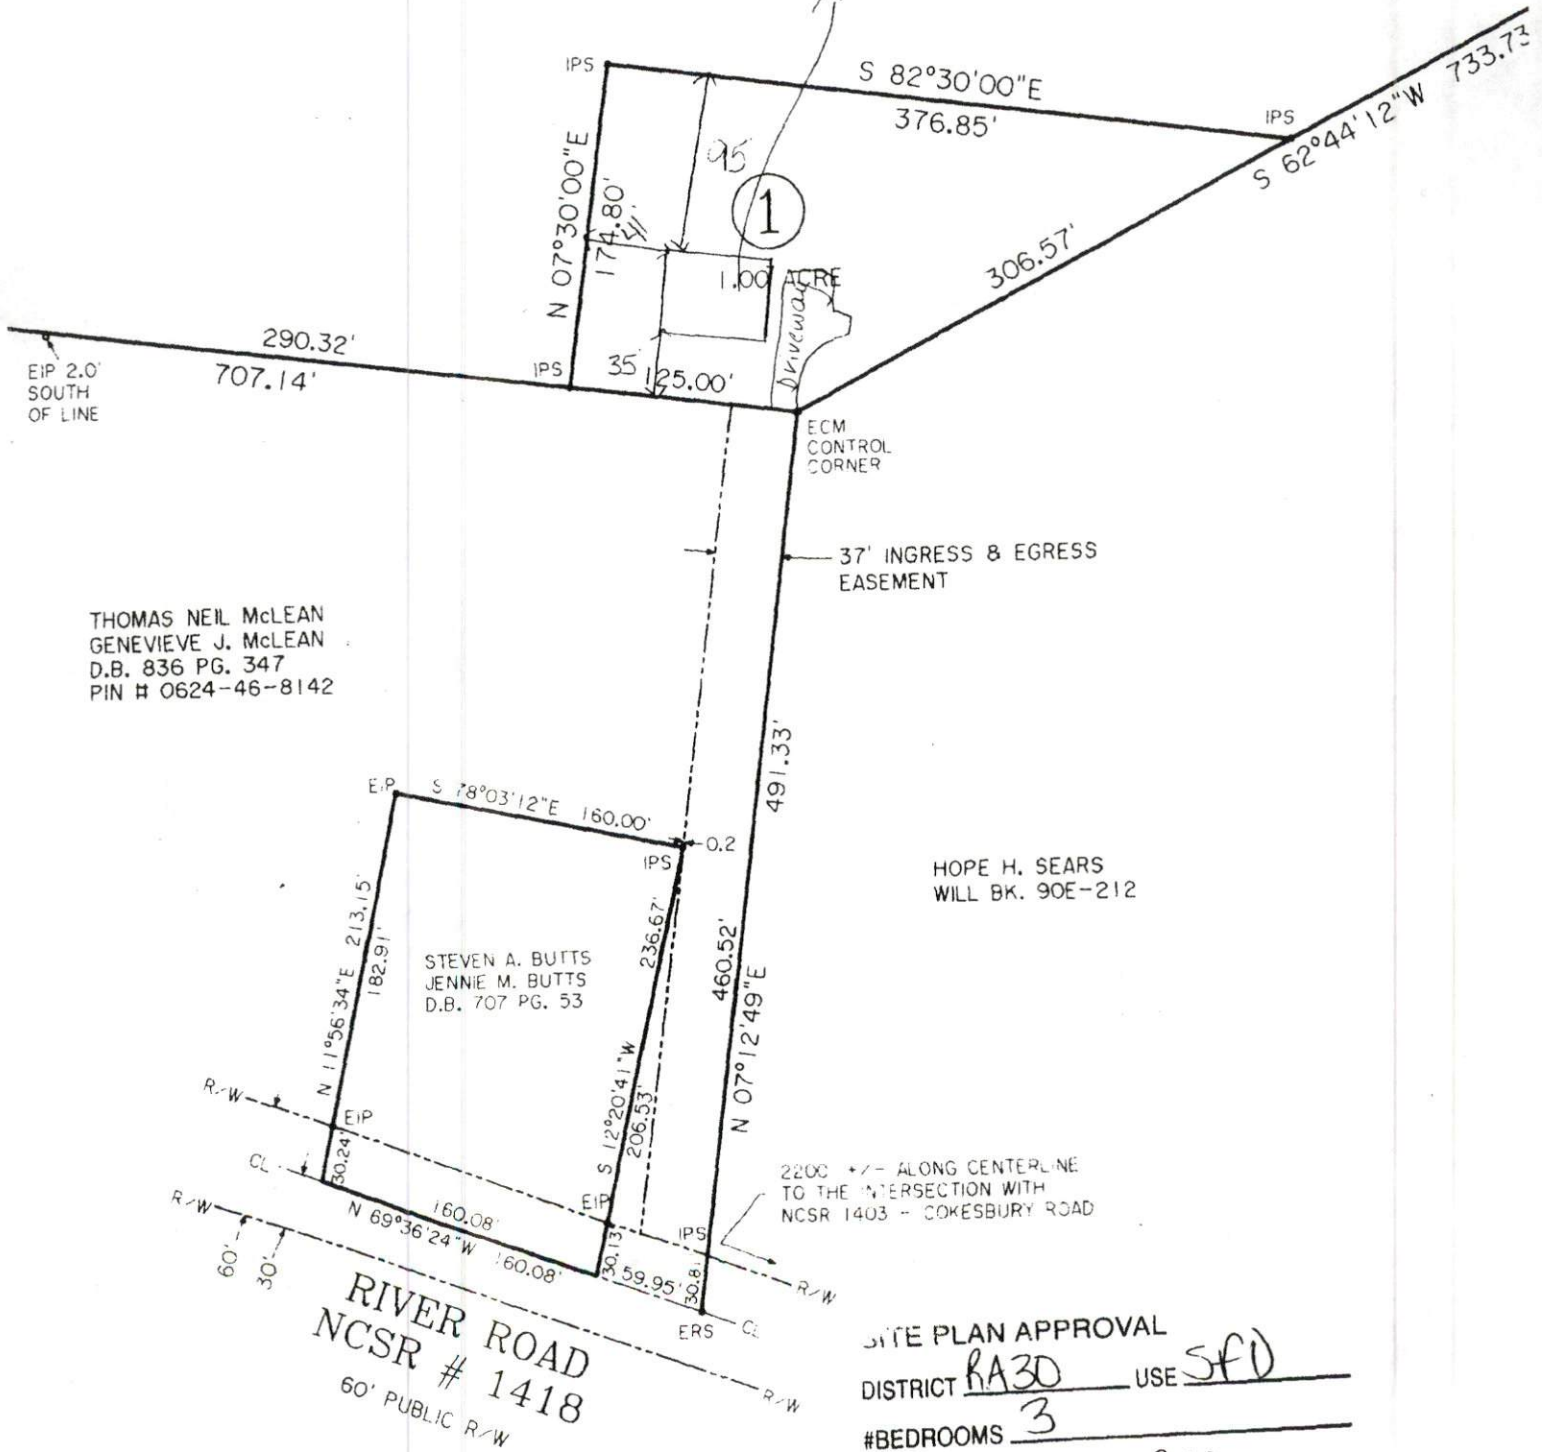 IPS
S 82°30'00"E
376.85'
IPS
733.73
S 62°44'12"W
N 07°30'00"E
174.80'
41'
95
1
1.00 ACRE
Driveway
306.57'
290.32'
707.14'
IPS
35
125.00'
EIP 2.0'
SOUTH
OF LINE
ECM
CONTROL
CORNER
37' INGRESS & EGRESS
EASEMENT
THOMAS NEIL McLEAN
GENEVIEVE J. McLEAN
D.B. 836 PG. 347
PIN # 0624-46-8142
491.33'
EIP
S 78°03'12"E 160.00'
0.2
IPS
HOPE H. SEARS
WILL BK. 90E-212
N 11°56'34"E 213.15'
182.91'
STEVEN A. BUTTS
JENNIE M. BUTTS
D.B. 707 PG. 53
236.67'
460.52'
N 07°12'49"E
S 12°20'41"W
206.53'
R/W
EIP
CL
30.24'
R/W
160.08'
N 69°36'24"W
160.08'
EIP
30.13'
59.95'
IPS
30.81
2200 +/- ALONG CENTERLINE
TO THE INTERSECTION WITH
NCSR 1403 - COKESBURY ROAD
R/W
60'
30'
RIVER ROAD
NCSR # 1418
60' PUBLIC R/W
ERS
CL
R/W
SITE PLAN APPROVAL
DISTRICT RA30 USE SFD
#BEDROOMS 3